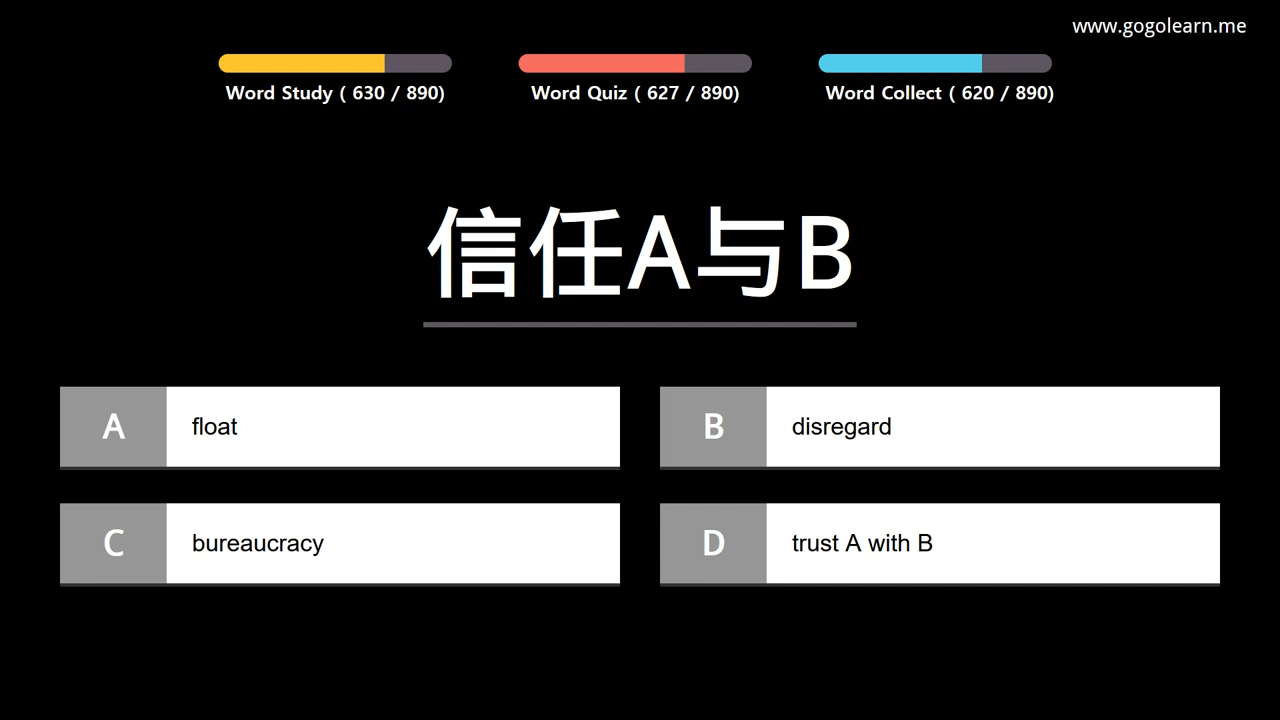 www.gogolearn.me
Word Study ( 630 / 890)
Word Quiz ( 627 / 890)
Word Collect ( 620 / 890)
信任A与B
A float
B disregard
C bureaucracy
D trust A with B